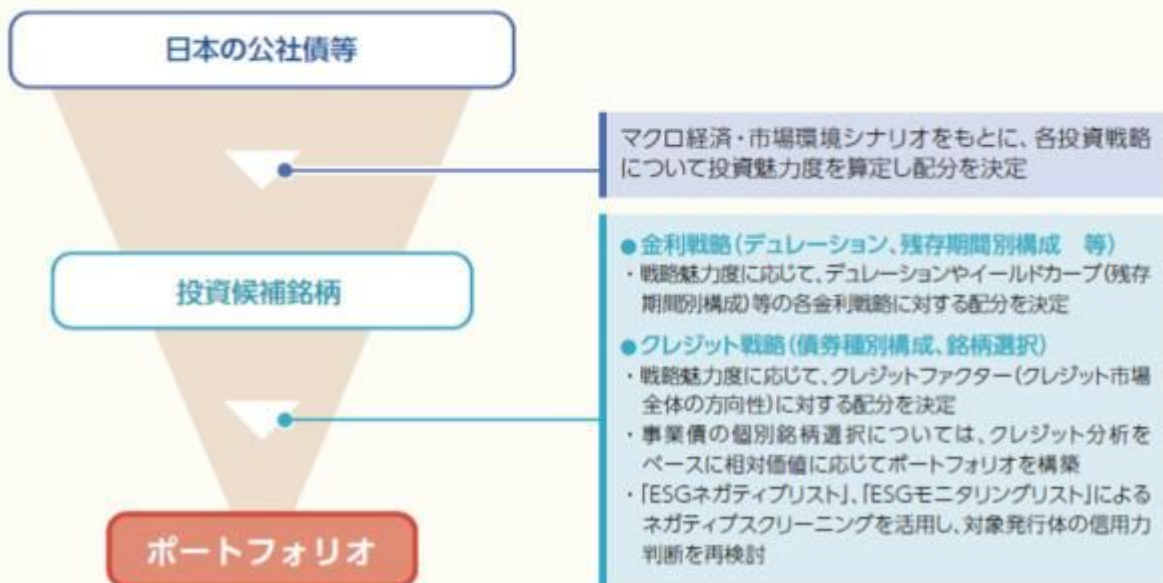 日本の公社債等
マクロ経済・市場環境シナリオをもとに、各投資戦略
について投資魅力度を算定し配分を決定
投資候補銘柄
●金利戦略(デュレーション、残存期間別構成　等)
・戦略魅力度に応じて、デュレーションやイールドカーブ(残存
期間別構成)等の各金利戦略に対する配分を決定
●クレジット戦略(債券種別構成、銘柄選択)
・戦略魅力度に応じて、クレジットファクター(クレジット市場
全体の方向性)に対する配分を決定
・事業債の個別銘柄選択については、クレジット分析を
ベースに相対価値に応じてポートフォリオを構築
・「ESGネガティブリスト」、「ESGモニタリングリスト」による
ネガティブスクリーニングを活用し、対象発行体の信用力
判断を再検討
ポートフォリオ